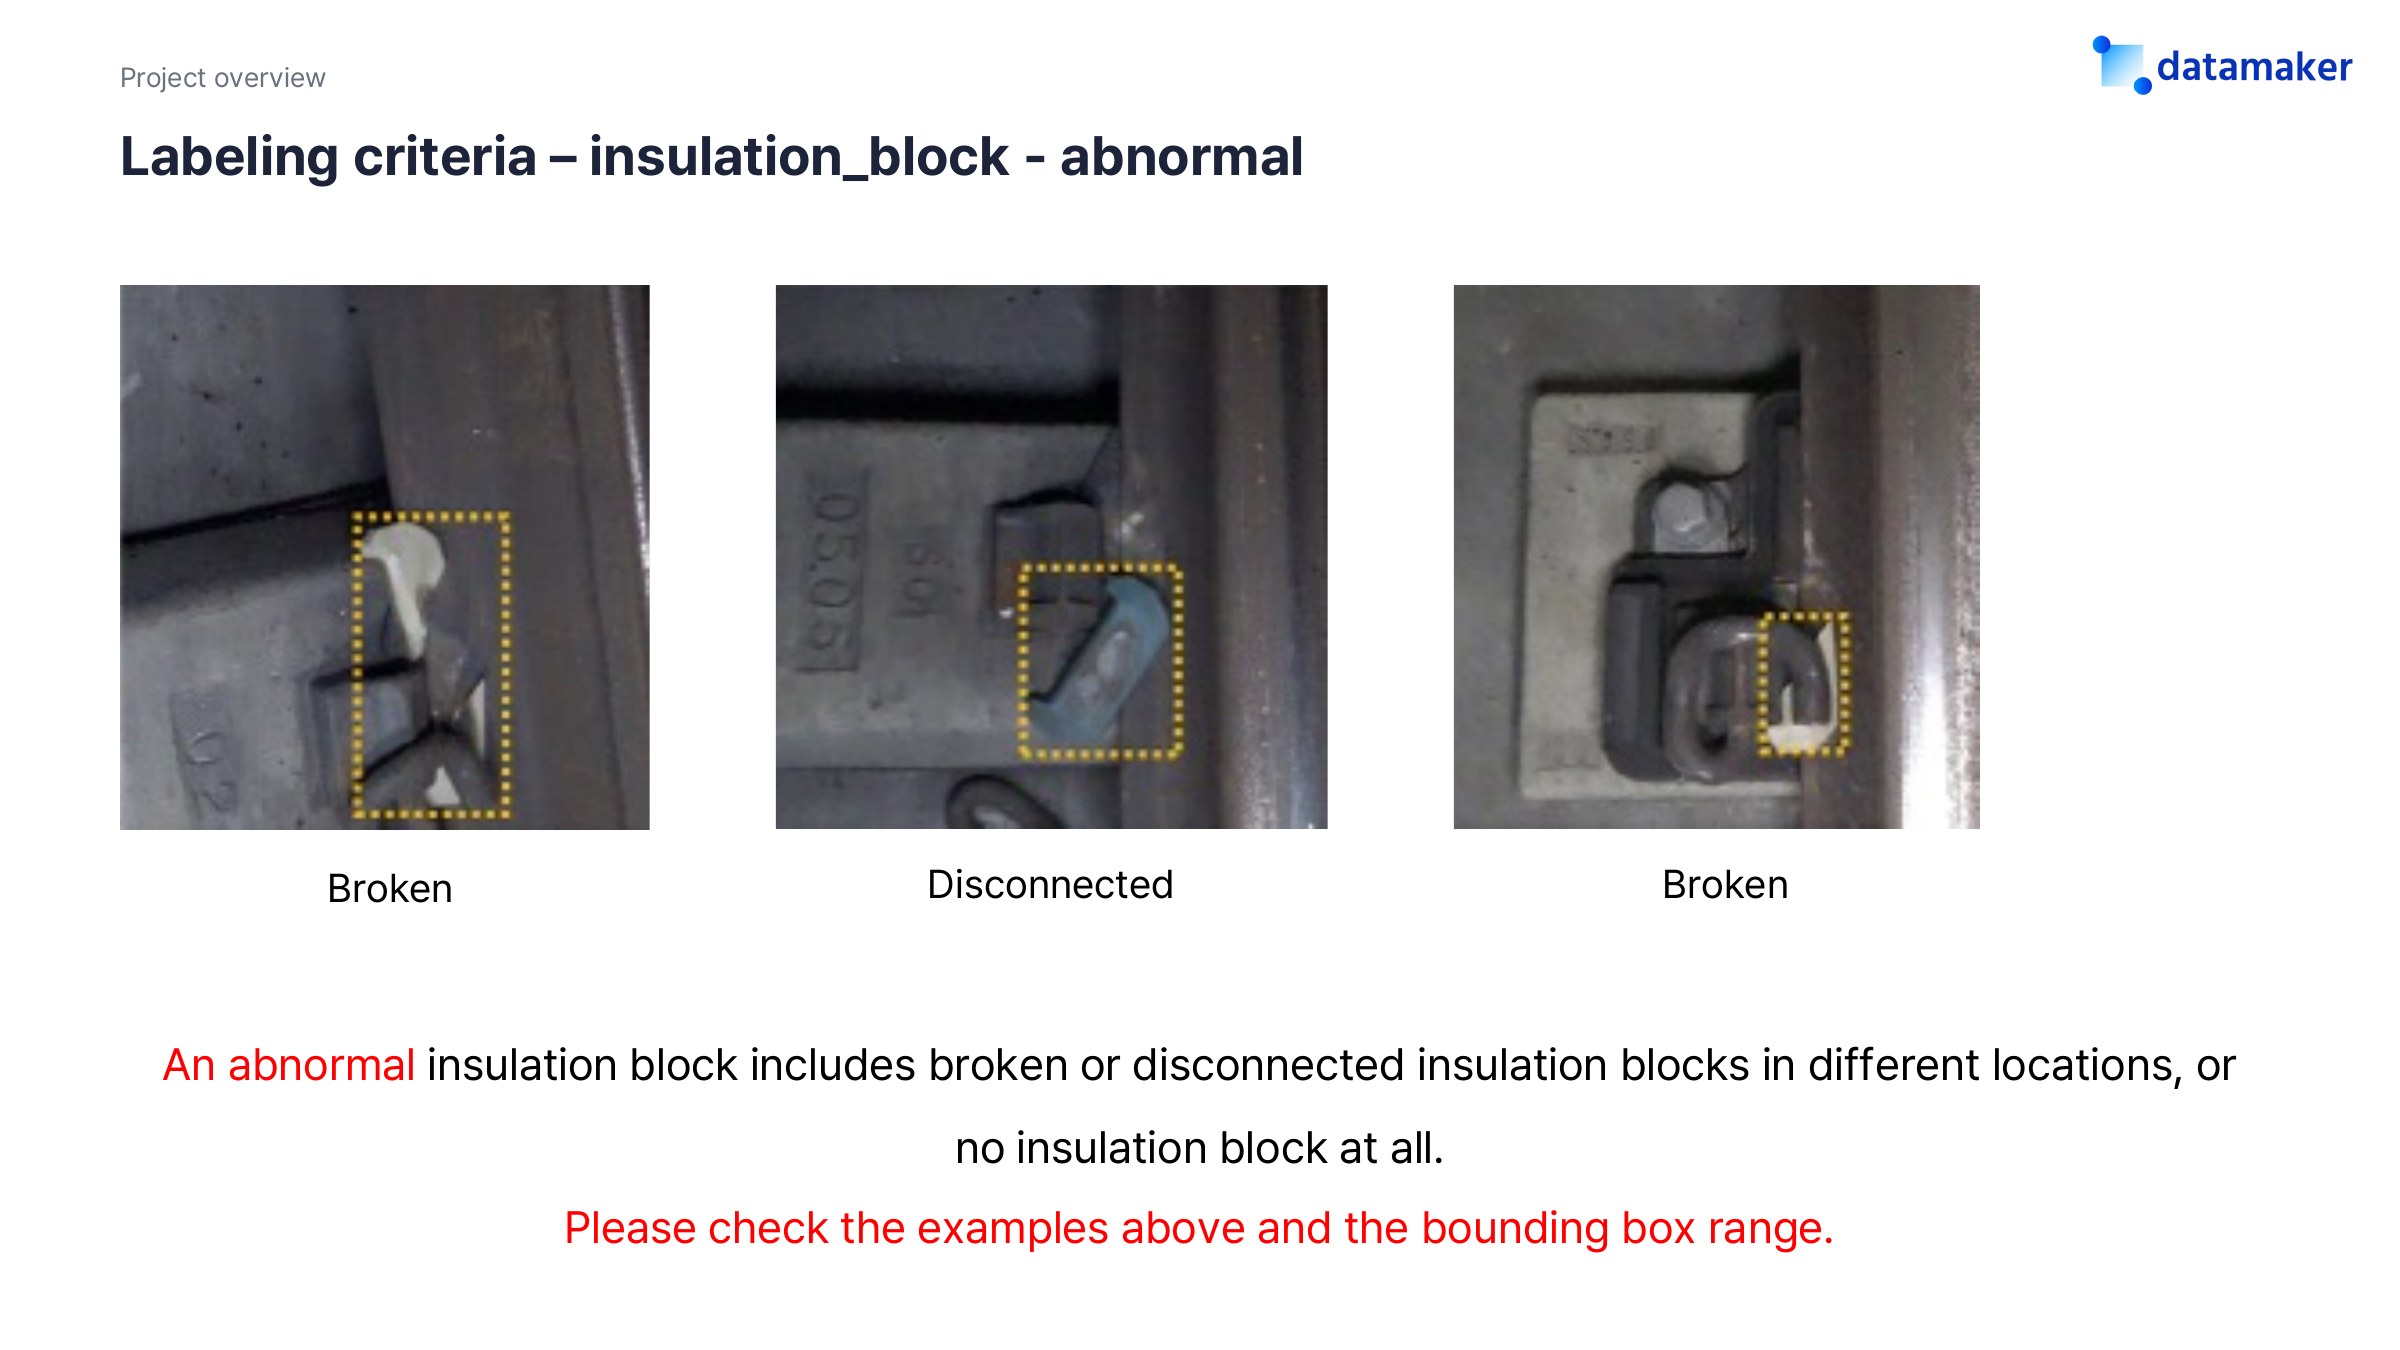 Project overview
datamaker
Labeling criteria – insulation_block - abnormal
Broken
Disconnected
Broken
An abnormal insulation block includes broken or disconnected insulation blocks in different locations, or
no insulation block at all.
Please check the examples above and the bounding box range.